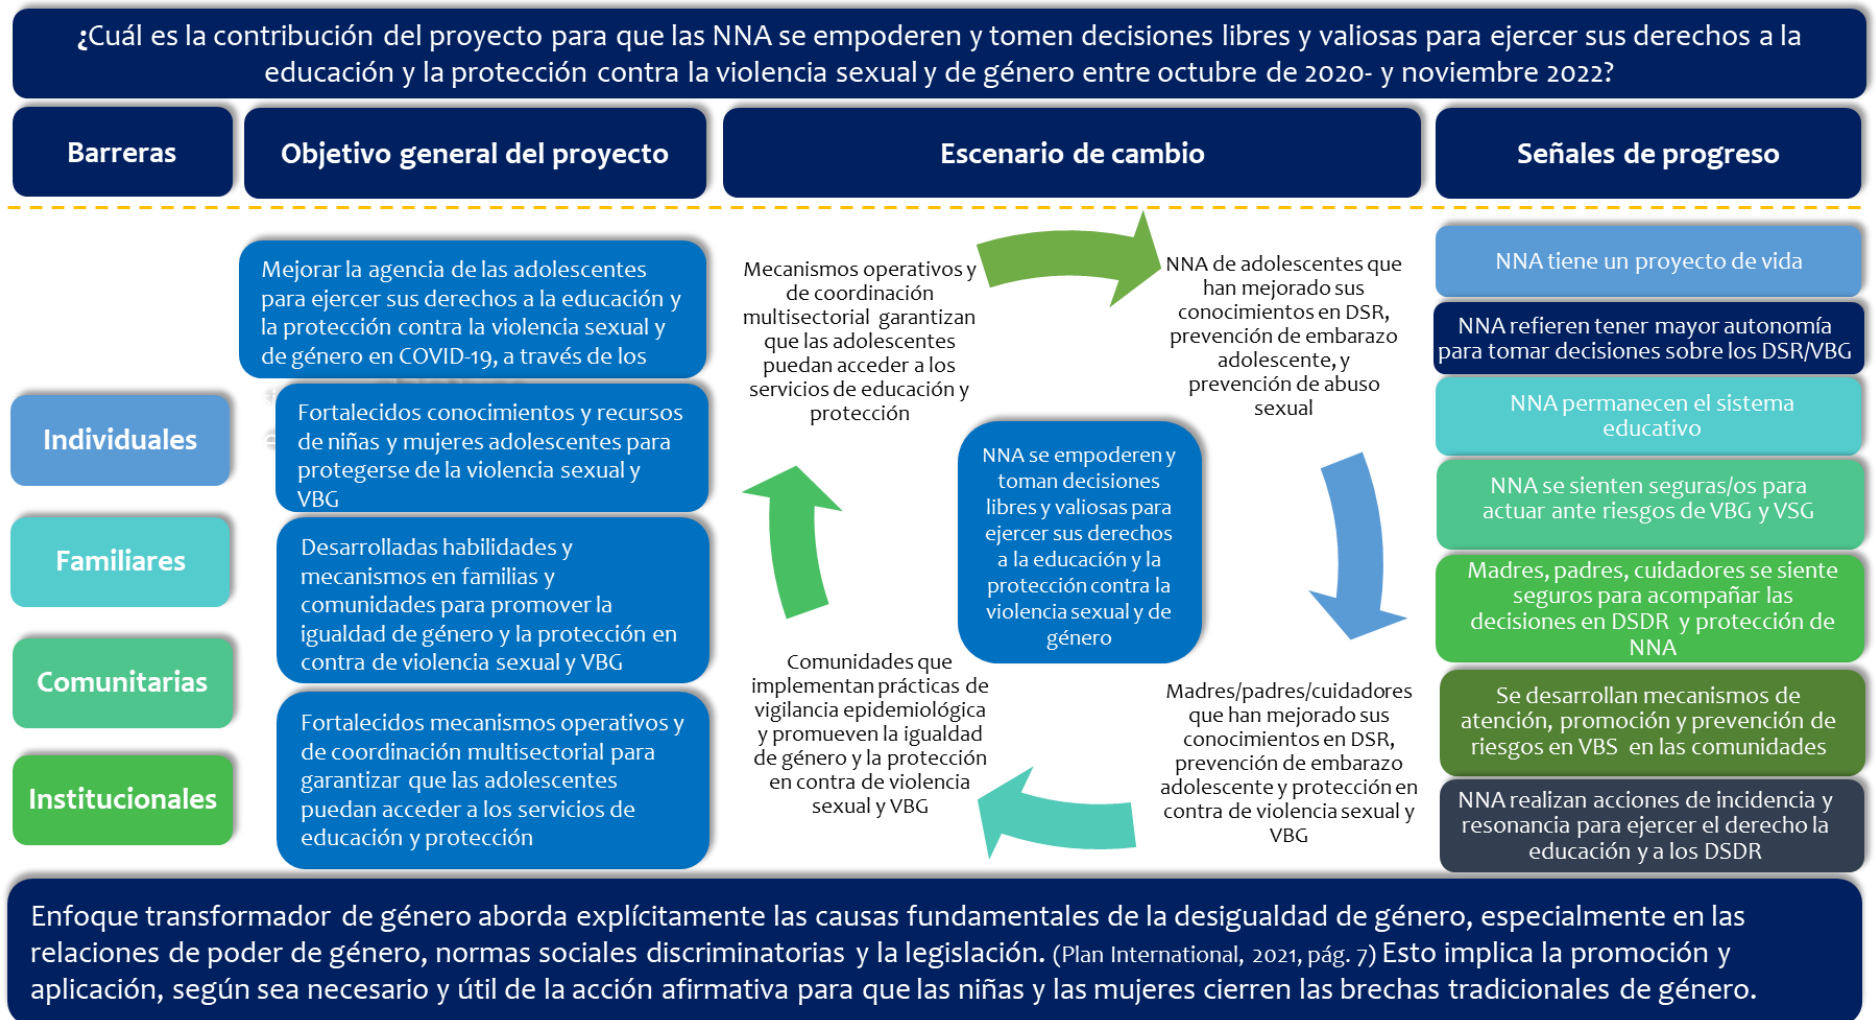 ¿Cuál es la contribución del proyecto para que las NNA se empoderen y tomen decisiones libres y valiosas para ejercer sus derechos a la
educación y la protección contra la violencia sexual y de género entre octubre de 2020- y noviembre 2022?
Barreras
Objetivo general del proyecto
Escenario de cambio
Señales de progreso
Individuales
Familiares
Comunitarias
Institucionales
Mejorar la agencia de las adolescentes
para ejercer sus derechos a la educación y
la protección contra la violencia sexual y
de género en COVID-19, a través de los
Fortalecidos conocimientos y recursos
de niñas y mujeres adolescentes para
protegerse de la violencia sexual y
VBG
Desarrolladas habilidades y
mecanismos en familias y
comunidades para promover la
igualdad de género y la protección en
contra de violencia sexual y VBG
Fortalecidos mecanismos operativos y
de coordinación multisectorial para
garantizar que las adolescentes
puedan acceder a los servicios de
educación y protección
Mecanismos operativos y
de coordinación
multisectorial garantizan
que las adolescentes
puedan acceder a los
servicios de educación y
protección
NNA de adolescentes que
han mejorado sus
conocimientos en DSR,
prevención de embarazo
adolescente, y
prevención de abuso
sexual
NNA se empoderen y
toman decisiones
libres y valiosas para
ejercer sus derechos
a la educación y la
protección contra la
violencia sexual y de
género
Comunidades que
implementan prácticas de
vigilancia epidemiológica
y promueven la igualdad
de género y la protección
en contra de violencia
sexual y VBG
Madres/padres/cuidadores
que han mejorado sus
conocimientos en DSR,
prevención de embarazo
adolescente y protección en
contra de violencia sexual y
VBG
NNA tiene un proyecto de vida
NNA refieren tener mayor autonomía
para tomar decisiones sobre los DSR/VBG
NNA permanecen el sistema
educativo
NNA se sienten seguras/os para
actuar ante riesgos de VBG y VSG
Madres, padres, cuidadores se siente
seguros para acompañar las
decisiones en DSDR y protección de
NNA
Se desarrollan mecanismos de
atención, promoción y prevención de
riesgos en VBS en las comunidades
NNA realizan acciones de incidencia y
resonancia para ejercer el derecho la
educación y a los DSDR
Enfoque transformador de género aborda explícitamente las causas fundamentales de la desigualdad de género, especialmente en las
relaciones de poder de género, normas sociales discriminatorias y la legislación. (Plan International, 2021, pág. 7) Esto implica la promoción y
aplicación, según sea necesario y útil de la acción afirmativa para que las niñas y las mujeres cierren las brechas tradicionales de género.